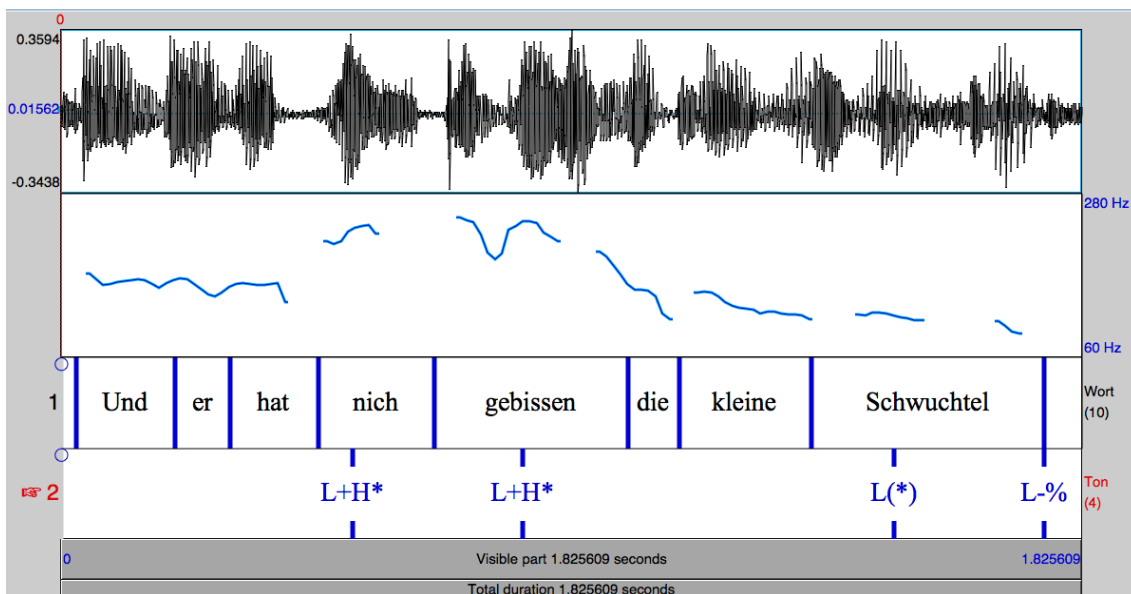 0
0.3594
0.01562
-0.3438
280 Hz
60 Hz
1 Und er hat nich gebissen die kleine Schwuchtel Wort (10)
2 L+H* L+H* L(*) L-% Ton (4)
0 Visible part 1.825609 seconds 1.825609
Total duration 1.825609 seconds